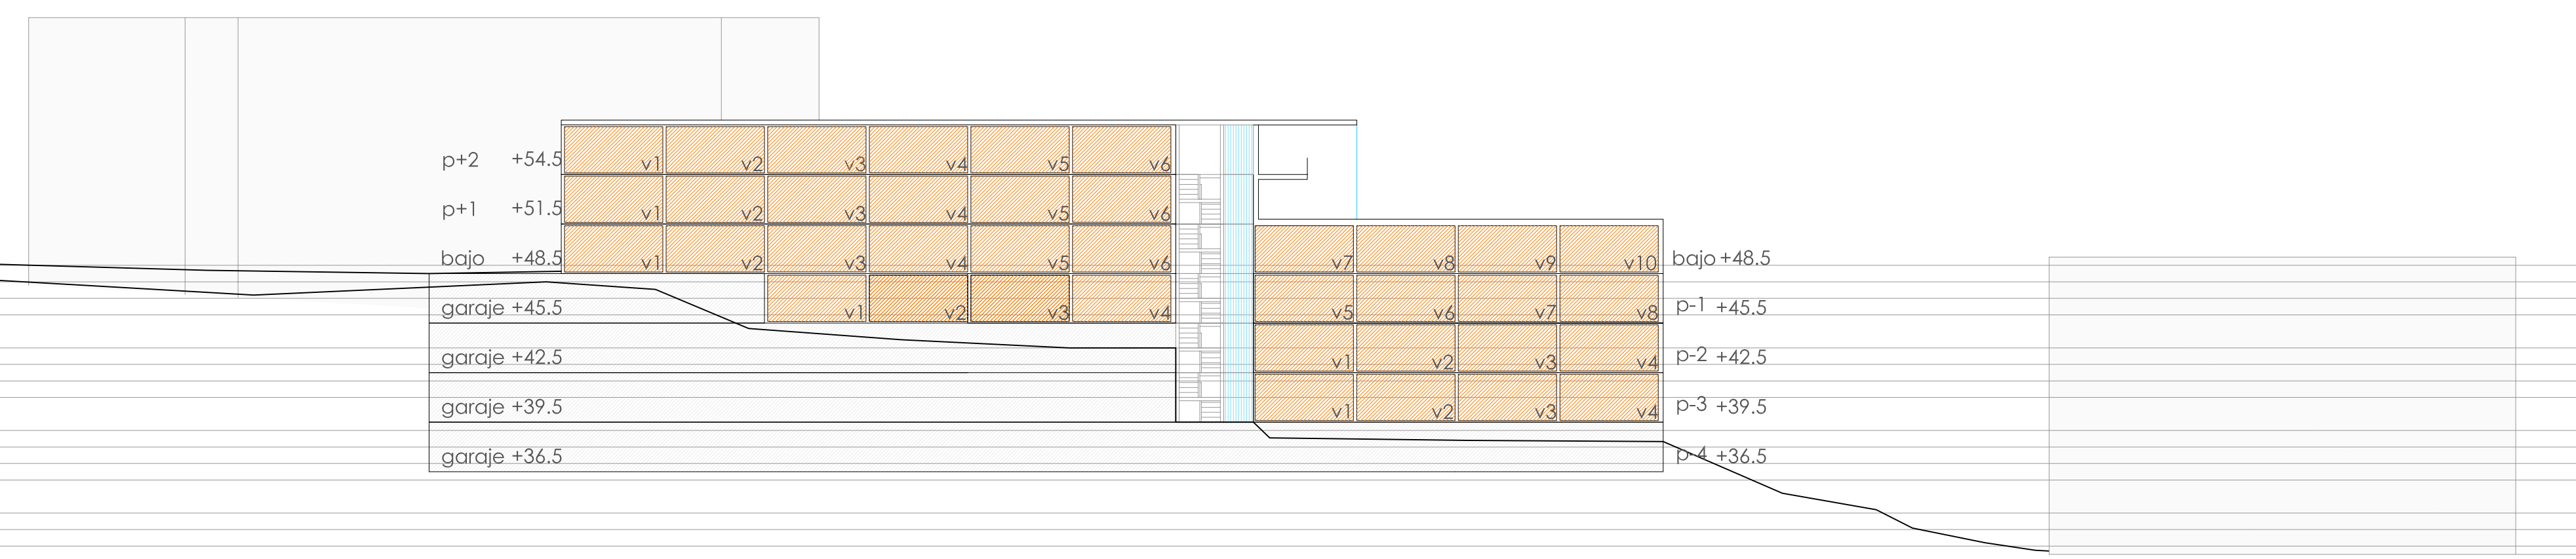 p+2 +54.5 v1 v2 v3 v4 v5 v6
p+1 +51.5 v1 v2 v3 v4 v5 v6
bajo +48.5 v1 v2 v3 v4 v5 v6 v7 v8 v9 v10 bajo +48.5
garaje +45.5 v1 v2 v3 v4 v5 v6 v7 v8 p-1 +45.5
garaje +42.5 v1 v2 v3 v4 p-2 +42.5
garaje +39.5 v1 v2 v3 v4 p-3 +39.5
garaje +36.5 p-4 +36.5